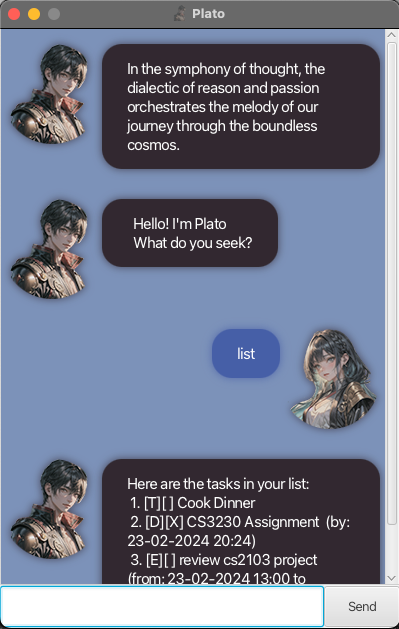 Plato
In the symphony of thought, the
dialectic of reason and passion
orchestrates the melody of our
journey through the boundless
cosmos.
Hello! I'm Plato
What do you seek?
list
Here are the tasks in your list:
1. [T][ ] Cook Dinner
2. [D][X] CS3230 Assignment  (by:
23-02-2024 20:24)
3. [E][ ] review cs2103 project
(from: 23-02-2024 13:00 to
Send